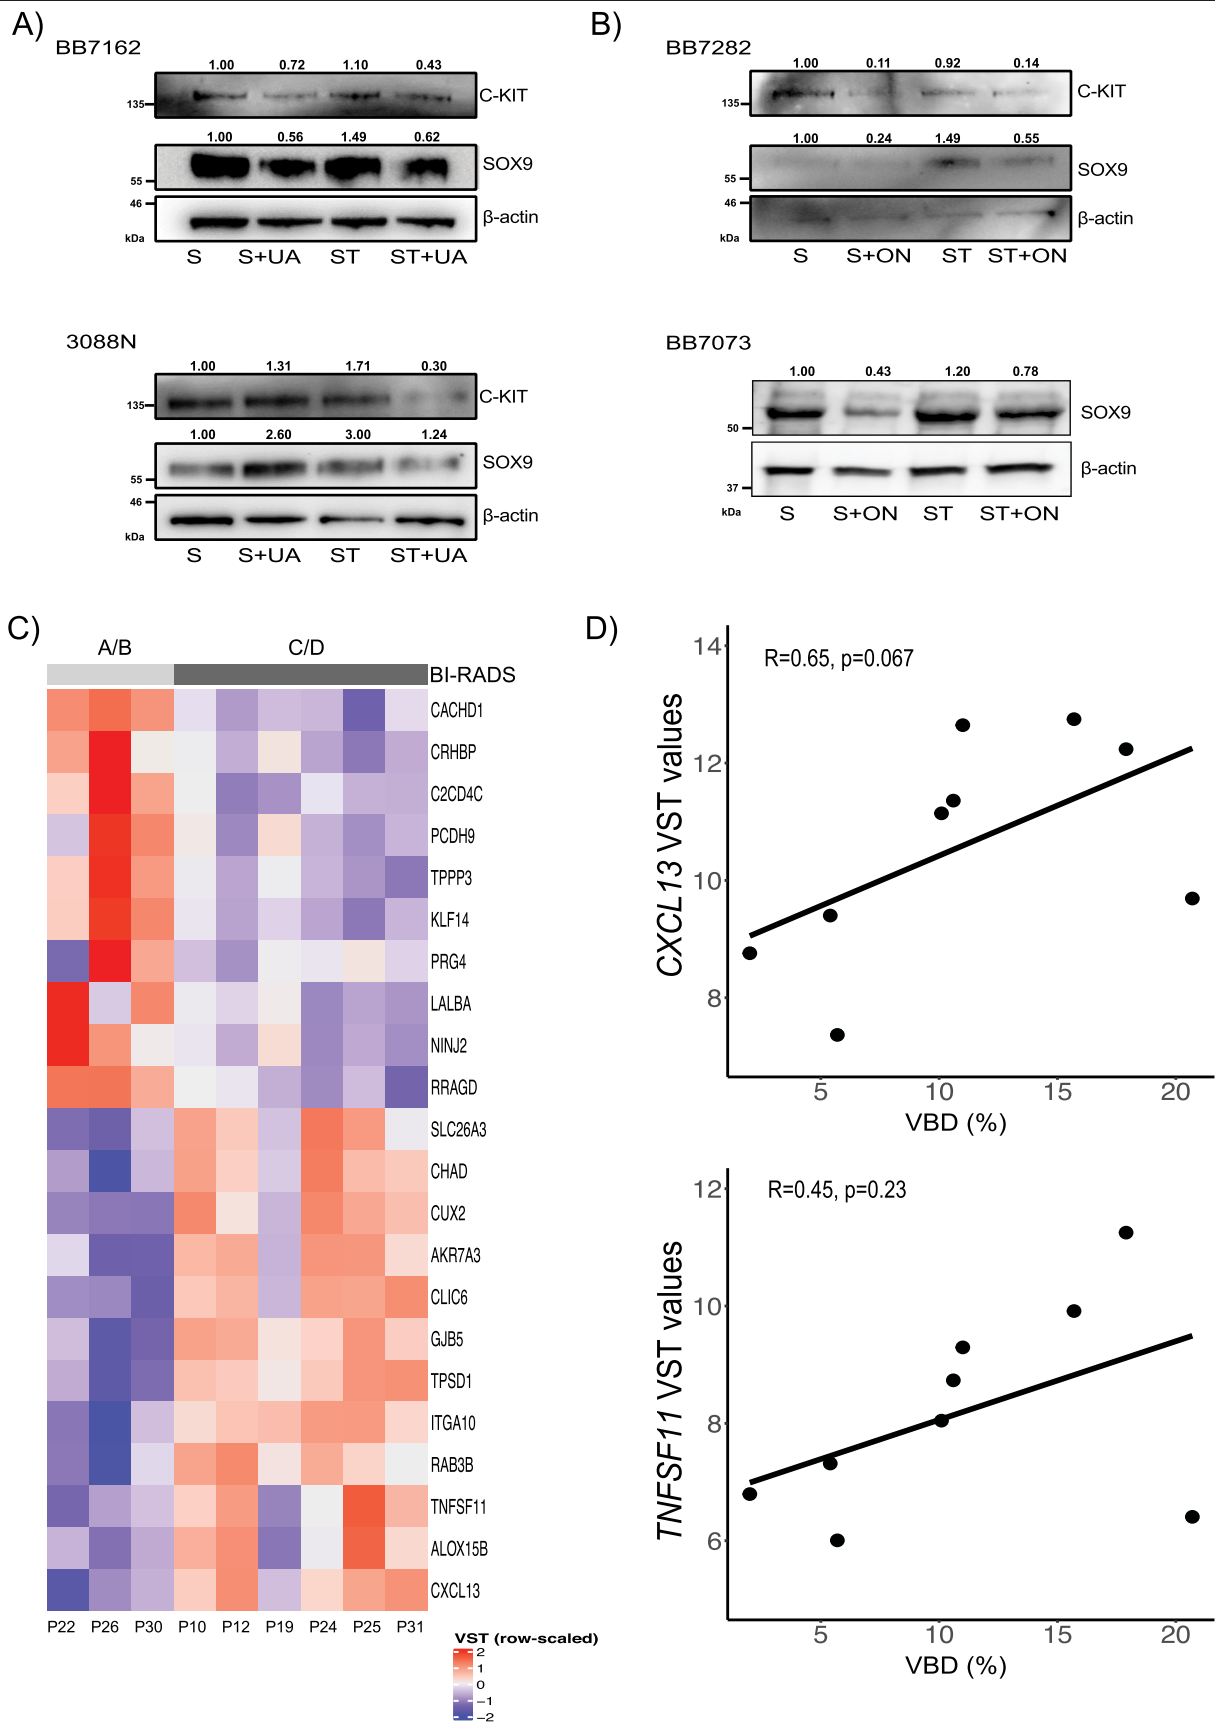 A)
BB7162
1.00 0.72 1.10 0.43
135
C-KIT
1.00 0.56 1.49 0.62
SOX9
55
46
β-actin
kDa
S S+UA ST ST+UA
3088N
1.00 1.31 1.71 0.30
135
C-KIT
1.00 2.60 3.00 1.24
SOX9
55
46
β-actin
kDa
S S+UA ST ST+UA
B)
BB7282
1.00 0.11 0.92 0.14
135
C-KIT
1.00 0.24 1.49 0.55
SOX9
55
46
β-actin
kDa
S S+ON ST ST+ON
BB7073
1.00 0.43 1.20 0.78
SOX9
50
β-actin
37
kDa
S S+ON ST ST+ON
C)
A/B C/D
BI-RADS
CACHD1
CRHBP
C2CD4C
PCDH9
TPPP3
KLF14
PRG4
LALBA
NINJ2
RRAGD
SLC26A3
CHAD
CUX2
AKR7A3
CLIC6
GJB5
TPSD1
ITGA10
RAB3B
TNFSF11
ALOX15B
CXCL13
P22 P26 P30 P10 P12 P19 P24 P25 P31
VST (row-scaled)
2
1
0
−1
−2
D)
R=0.65, p=0.067
CXCL13 VST values
14
12
10
8
5 10 15 20
VBD (%)
R=0.45, p=0.23
TNFSF11 VST values
12
10
8
6
5 10 15 20
VBD (%)